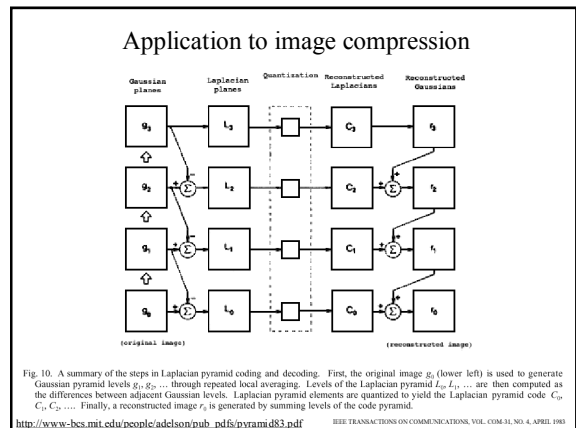 Application to image compression
Gaussian planes
Laplacian planes
Quantization
Reconstructed Laplacians
Reconstructed Gaussians
g3 L3 C3 r3
- +
g2 + Σ L2 C2 + Σ r2
- +
g1 + Σ L1 C1 + Σ r1
- +
g0 + Σ L0 C0 + Σ r0
(original image) (reconstructed image)
Fig. 10. A summary of the steps in Laplacian pyramid coding and decoding. First, the original image g0 (lower left) is used to generate
Gaussian pyramid levels g1, g2, … through repeated local averaging. Levels of the Laplacian pyramid L0, L1, … are then computed as
the differences between adjacent Gaussian levels. Laplacian pyramid elements are quantized to yield the Laplacian pyramid code C0,
C1, C2, …. Finally, a reconstructed image r0 is generated by summing levels of the code pyramid.
http://www-bcs.mit.edu/people/adelson/pub_pdfs/pyramid83.pdf
IEEE TRANSACTIONS ON COMMUNICATIONS, VOL. COM-31, NO. 4, APRIL 1983